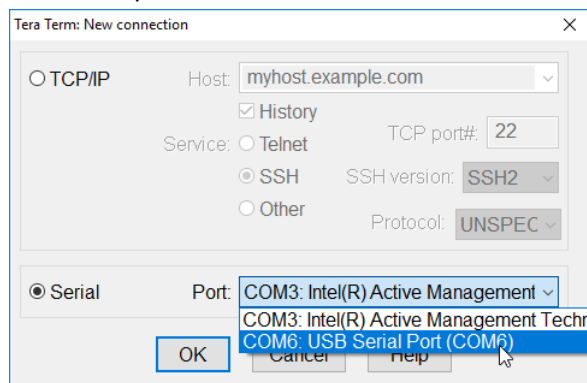 Tera Term: New connection
TCP/IP Host: myhost.example.com
History
Service: Telnet TCP port#: 22
SSH SSH version: SSH2
Other Protocol: UNSPEC
Serial Port: COM3: Intel(R) Active Management
COM3: Intel(R) Active Management Techn
COM6: USB Serial Port (COM6)
OK Cancel Help